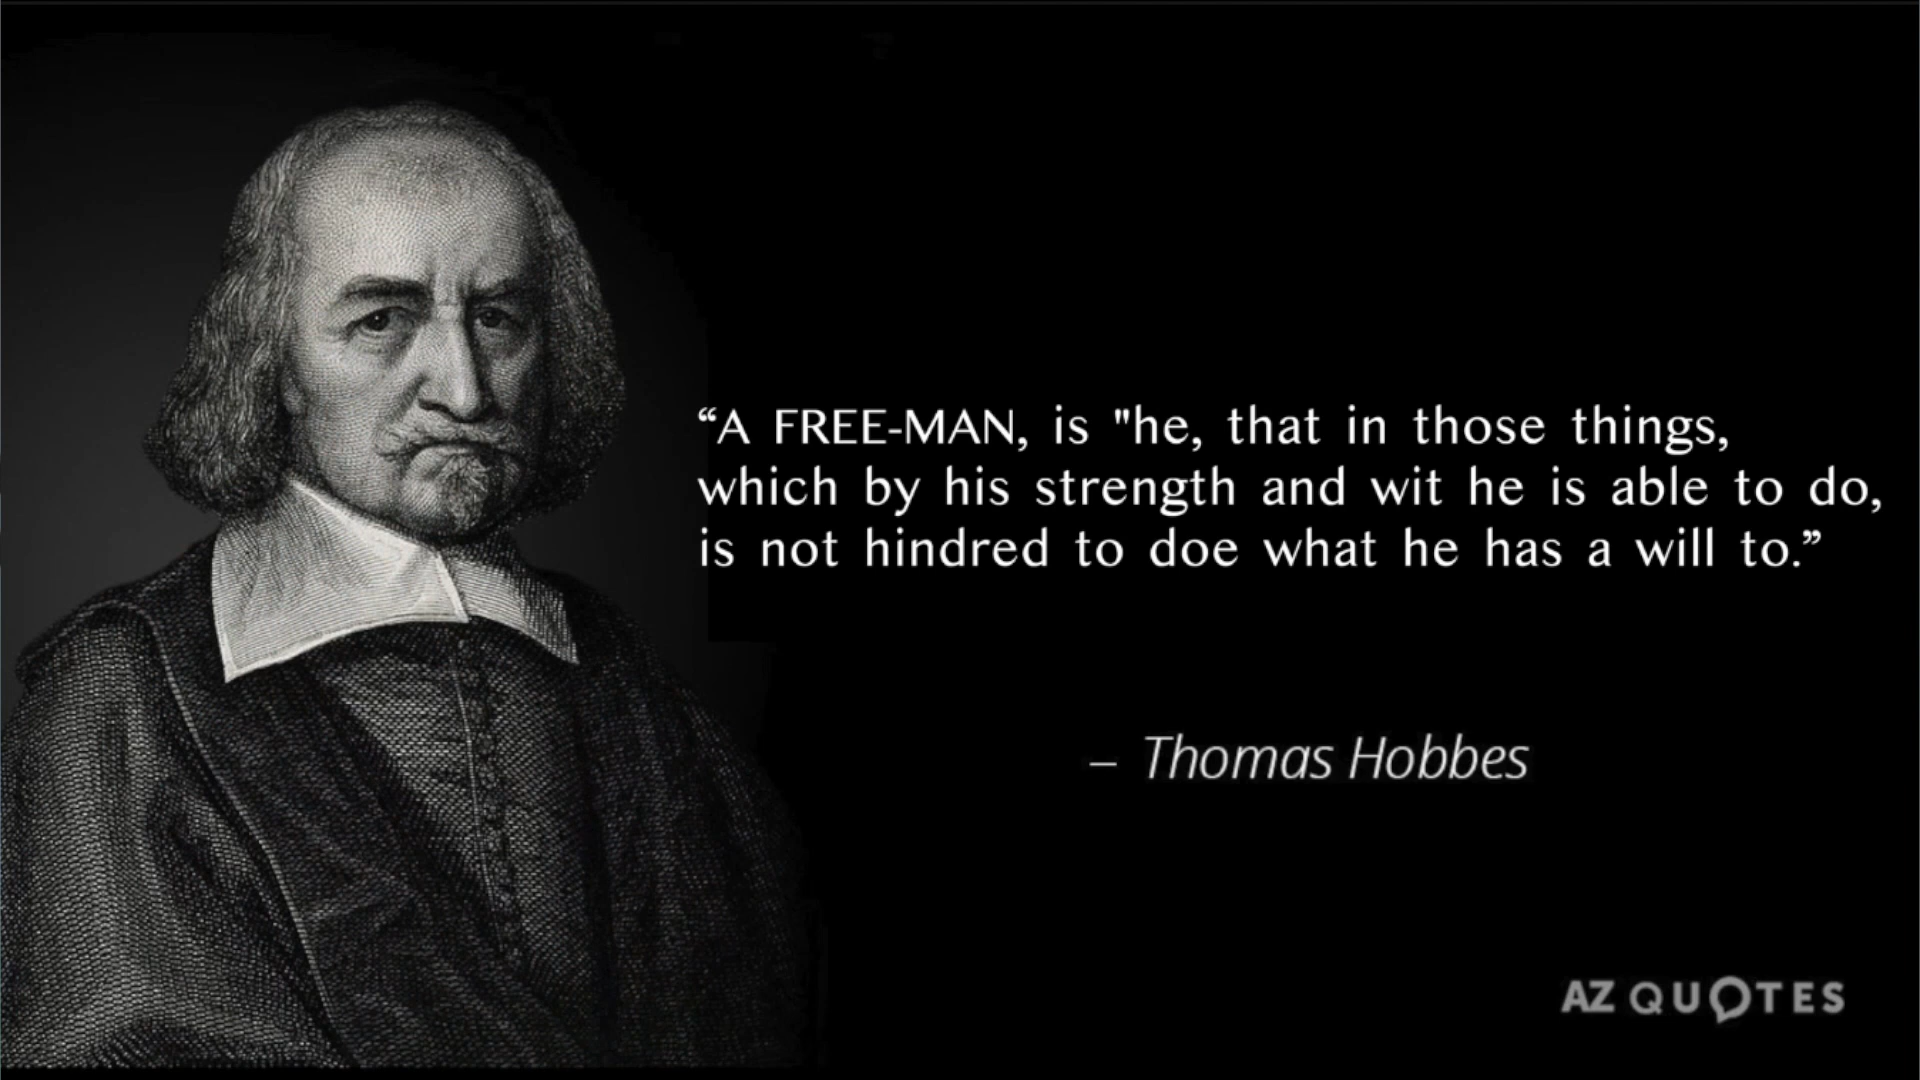 “A FREE-MAN, is "he, that in those things,
which by his strength and wit he is able to do,
is not hindred to doe what he has a will to.”
– Thomas Hobbes
AZ QUOTES